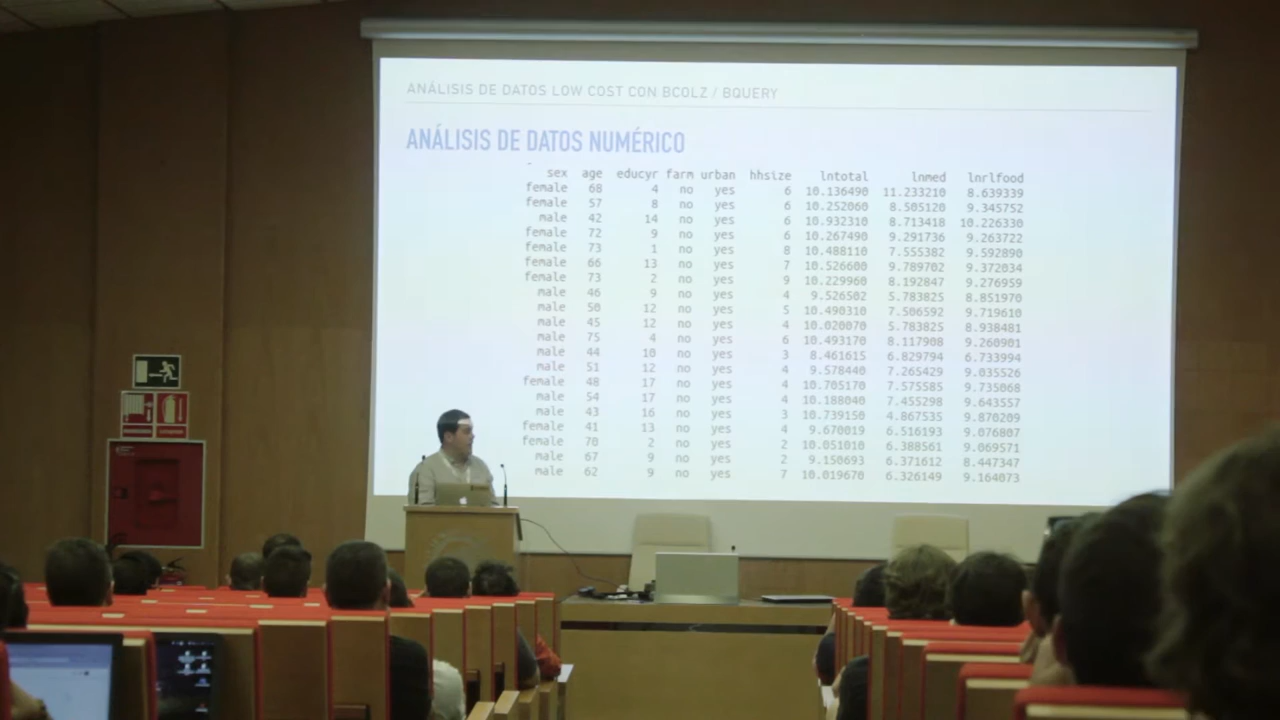 ANÁLISIS DE DATOS LOW COST CON BCOLZ / BQUERY
ANÁLISIS DE DATOS NUMÉRICO
sex age educyr farm urban hhsize lntotal lnmed lnrlfood
female 68 4 no yes 6 10.136490 11.233210 8.639339
female 57 8 no yes 6 10.252060 8.505120 9.345752
male 42 14 no yes 6 10.932310 8.713418 10.226330
female 72 9 no yes 6 10.267490 9.291736 9.263722
female 73 1 no yes 8 10.488110 7.555382 9.592890
female 66 13 no yes 7 10.526600 9.789702 9.372034
female 73 2 no yes 9 10.229960 8.192847 9.276959
male 46 9 no yes 4 9.526502 5.783825 8.851970
male 50 12 no yes 5 10.490310 7.506592 9.719610
male 45 12 no yes 4 10.020070 5.783825 8.938481
male 75 4 no yes 6 10.493170 8.117908 9.260901
male 44 10 no yes 3 8.461615 6.829794 6.733994
male 51 12 no yes 4 9.578440 7.265429 9.035526
female 48 17 no yes 4 10.705170 7.575585 9.735068
male 54 17 no yes 4 10.188040 7.455298 9.643557
male 43 16 no yes 3 10.739150 4.867535 9.870209
female 41 13 no yes 4 9.670019 6.516193 9.076807
female 70 2 no yes 2 10.051010 6.388561 9.069571
male 67 9 no yes 2 9.150693 6.371612 8.447347
male 62 9 no yes 7 10.019670 6.326149 9.164073